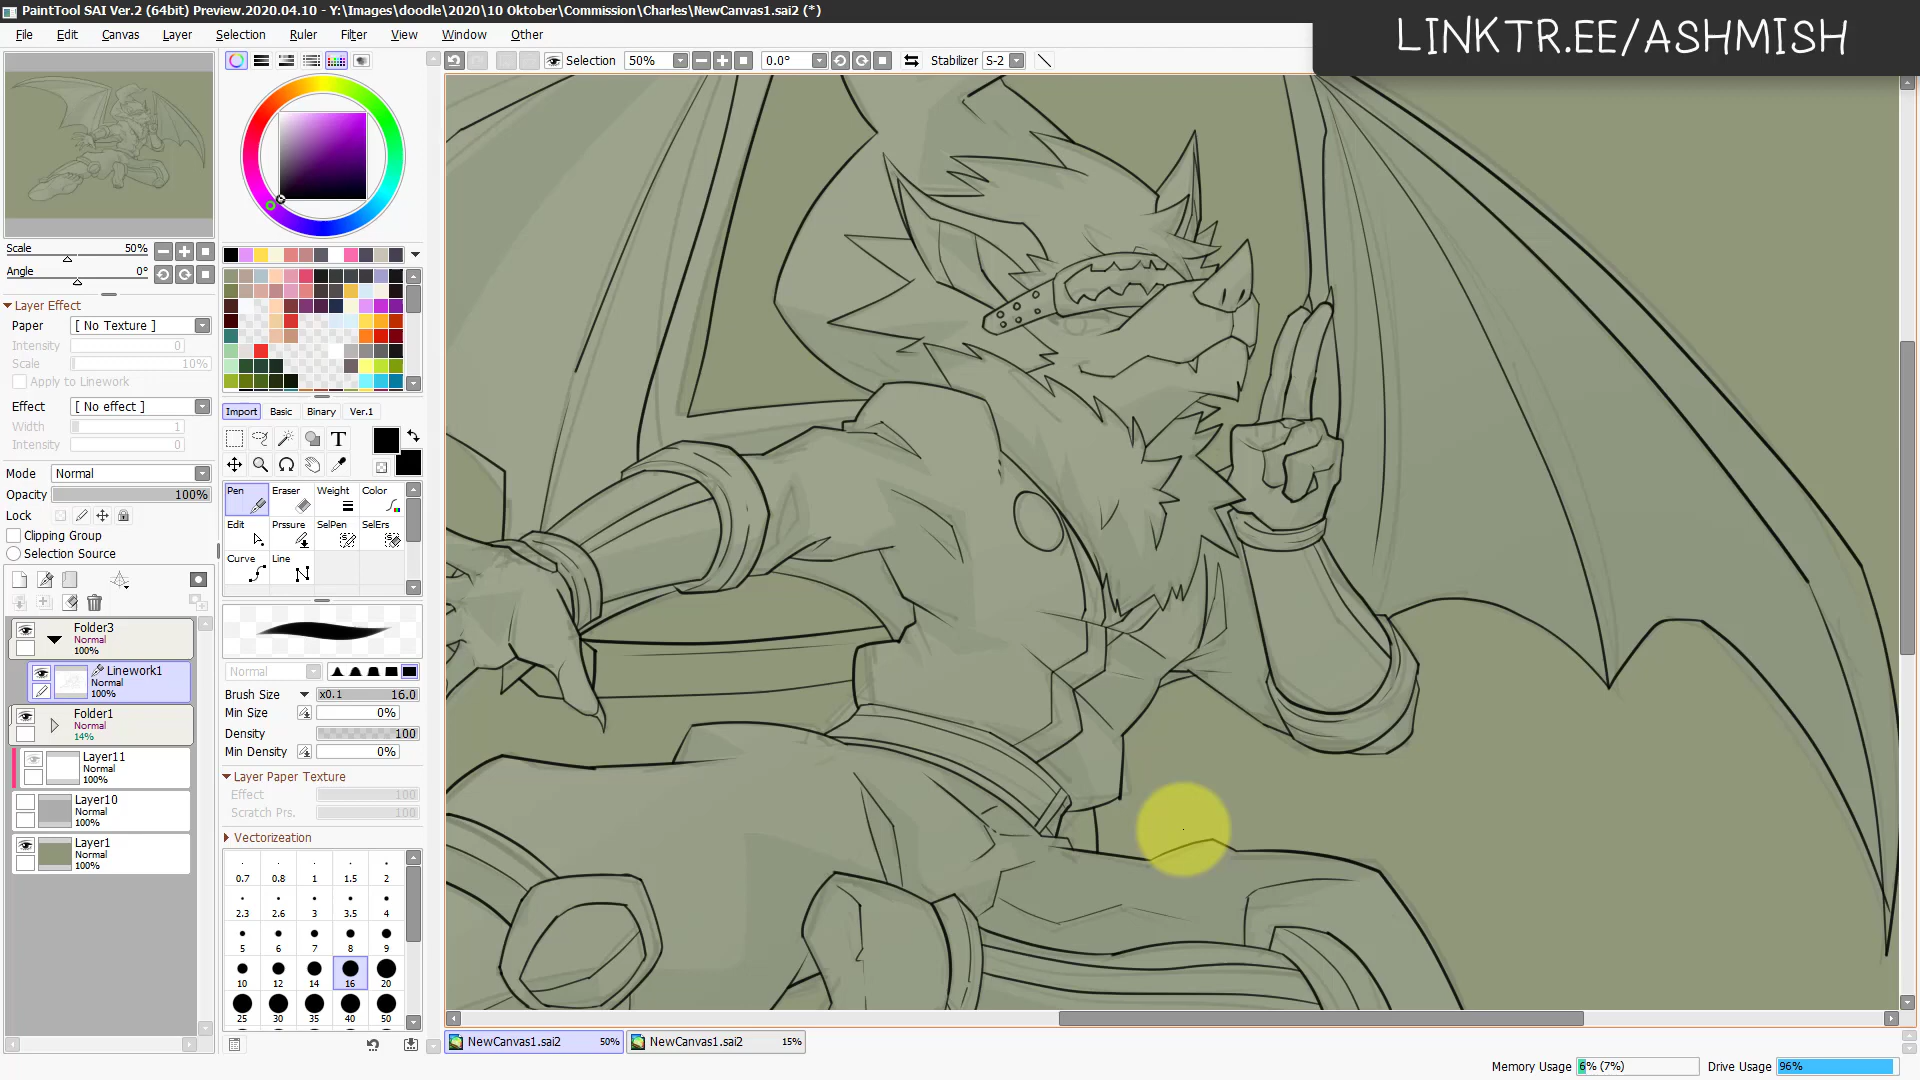 PaintTool SAI Ver.2 (64bit) Preview.2020.04.10 - Y:\Images\doodle\2020\10 Oktober\Commission\Charles\NewCanvas1.sai2 (*)
LINKTR.EE/ASHMISH
File Edit Canvas Layer Selection Ruler Filter View Window Other
Selection 50% 0.0° Stabilizer S-2
Scale 50%
Angle 0°
Layer Effect
Paper [ No Texture ]
Intensity 0
Scale 10%
Apply to Linework
Effect [ No effect ]
Width 1
Intensity 0
Mode Normal
Opacity 100%
Lock
Clipping Group
Selection Source
Folder3
Normal
100%
Linework1
Normal
100%
Folder1
Normal
14%
Layer11
Normal
100%
Layer10
Normal
100%
Layer1
Normal
100%
Import Basic Binary Ver.1
T
Pen Eraser Weight Color
Edit Prssure SelPen SelErs
Curve Line
Normal
Brush Size x0.1 16.0
Min Size 0%
Density 100
Min Density 0%
Layer Paper Texture
Effect 100
Scratch Prs. 100
Vectorization
0.7 0.8 1 1.5 2
2.3 2.6 3 3.5 4
5 6 7 8 9
10 12 14 16 20
25 30 35 40 50
NewCanvas1.sai2 50% NewCanvas1.sai2 15%
Memory Usage 6% (7%) Drive Usage 96%